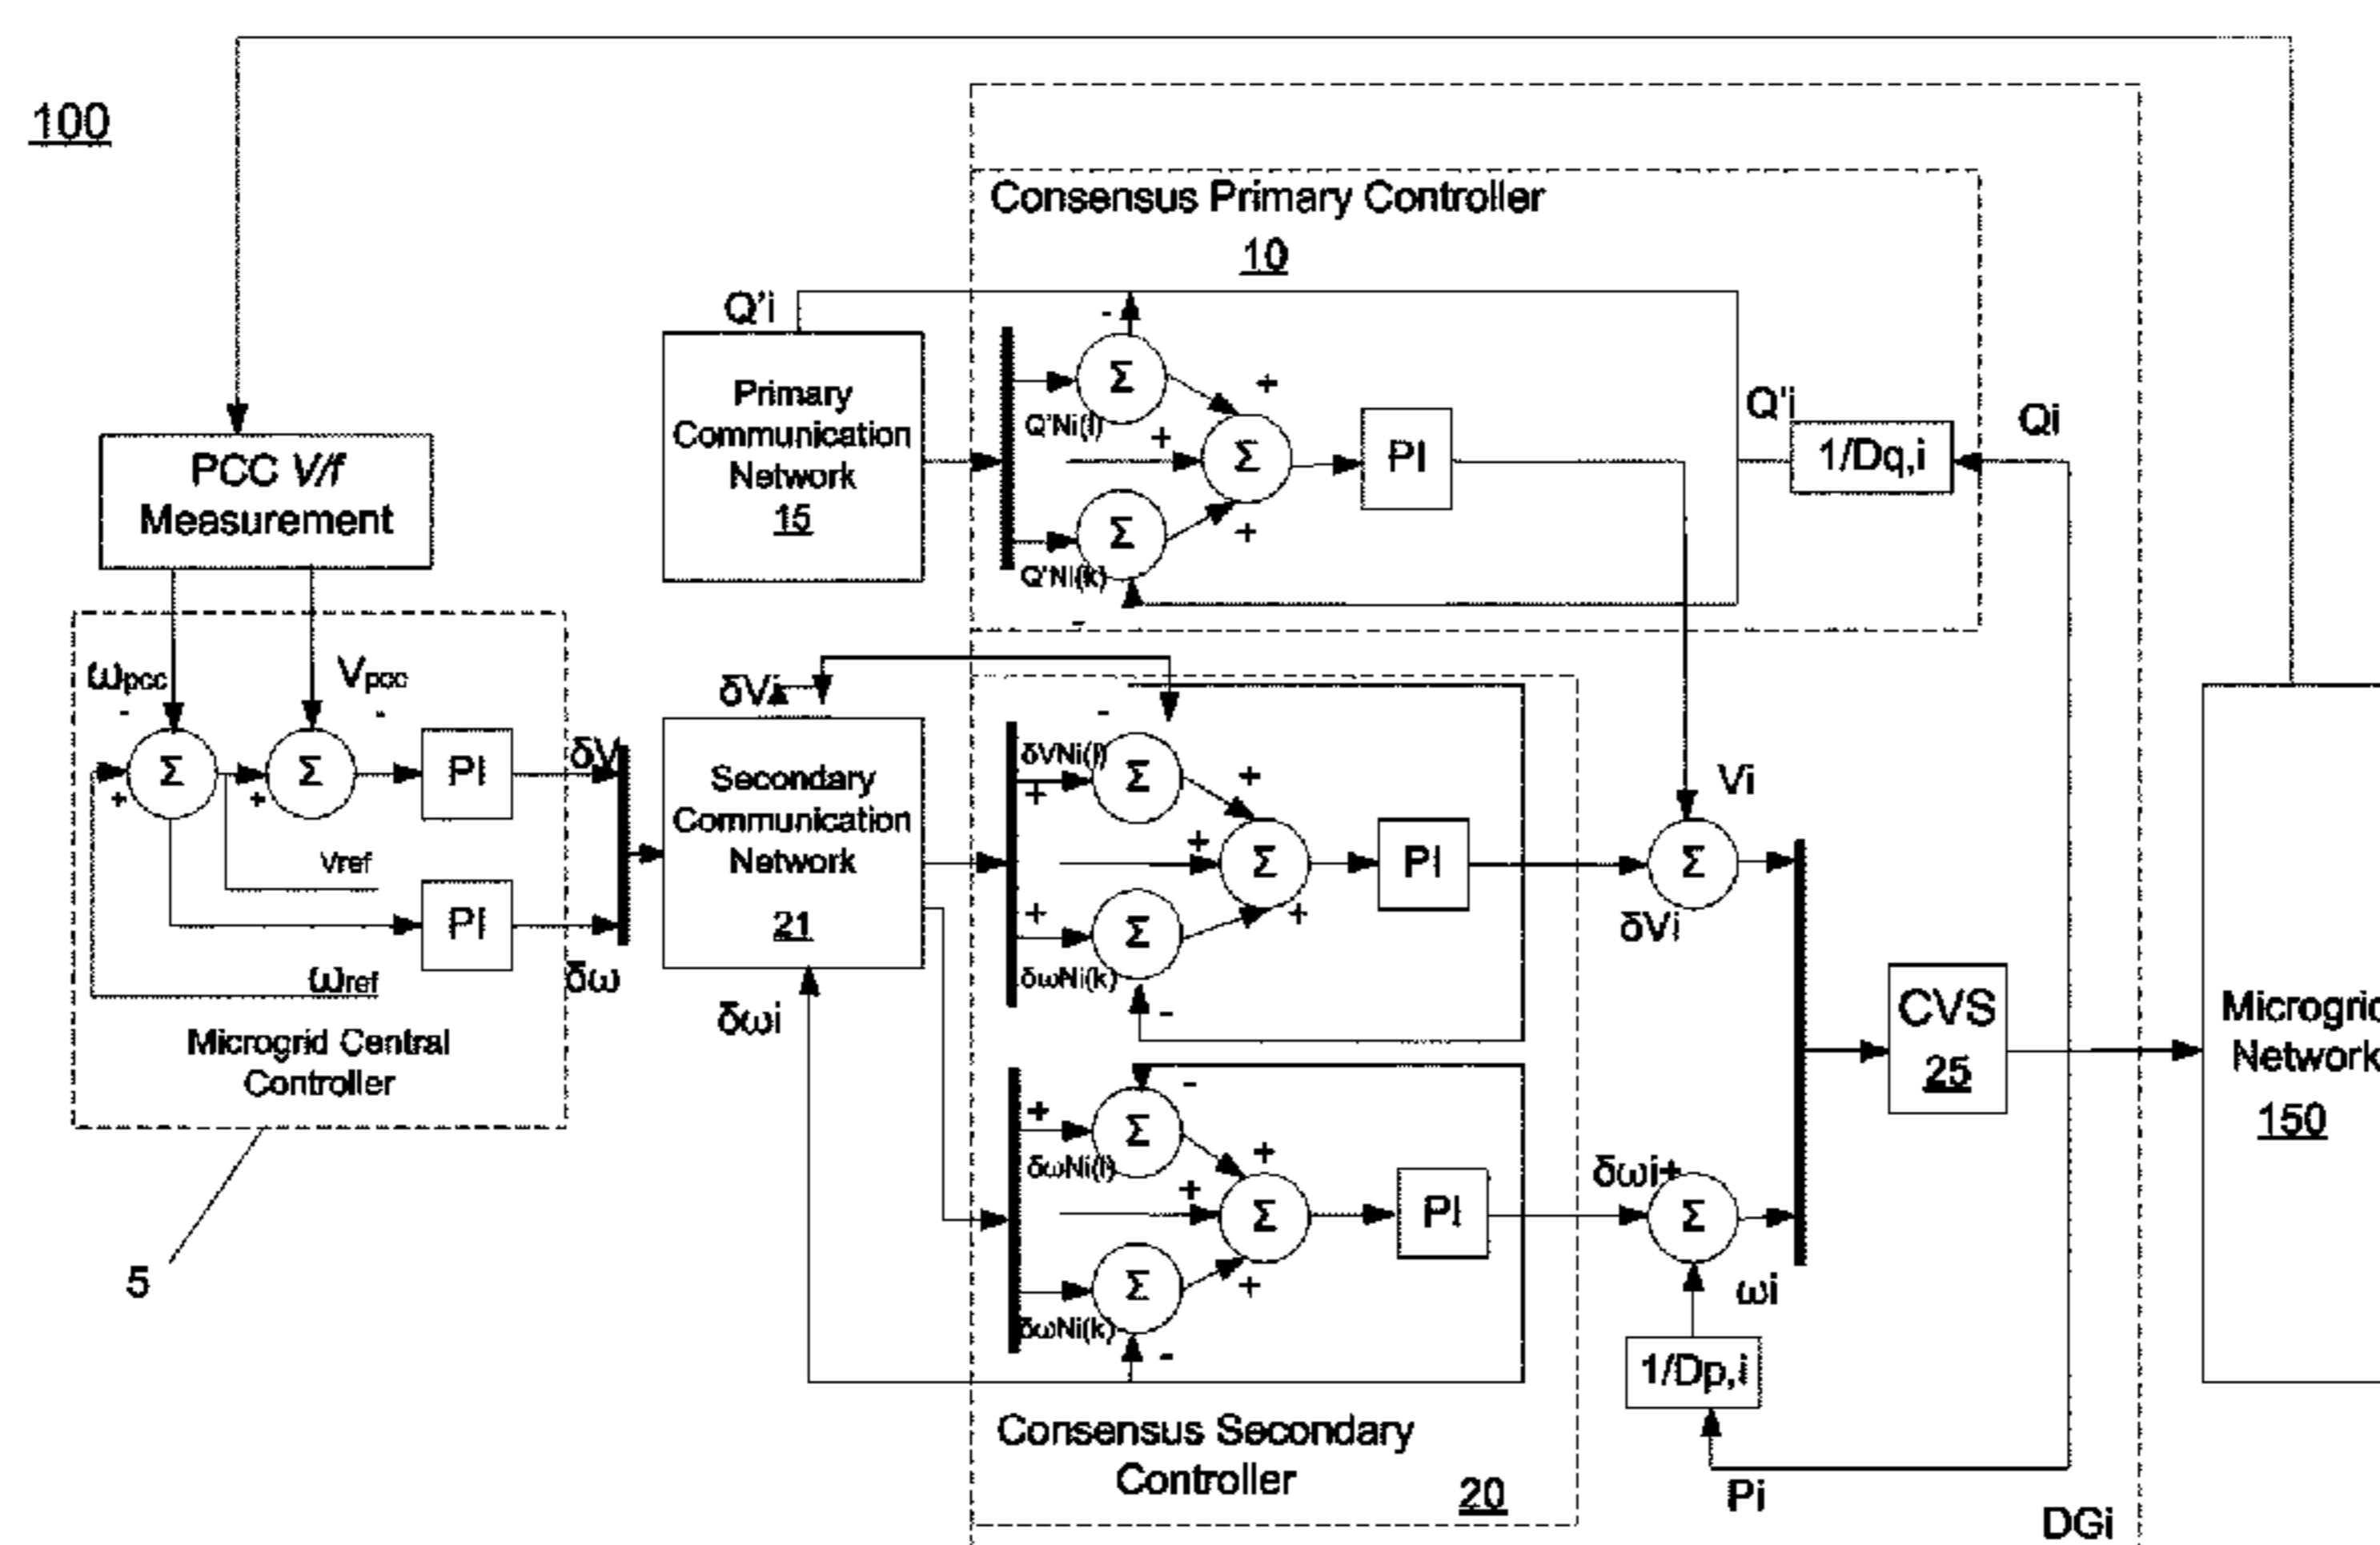 100
Consensus Primary Controller
10
Q'i
Primary
Communication
Network
15
Σ
Q'Ni(l)
Σ
Q'Ni(k)
-
+
+
+
Σ
PI
-
Q'i
1/Dq,i
Qi
PCC V/f
Measurement
ωpcc
-
Vpcc
-
Σ
+
Σ
+
PI
δV
Vref
PI
δω
ωref
Microgrid Central
Controller
5
δVi
Secondary
Communication
Network
21
δωi
-
δVNi(l)
+
Σ
+
+
Σ
PI
+
Σ
+
δωNi(k)
-
Vi
Σ
δVi
-
+
Σ
δωNi(l)
+
+
Σ
PI
Σ
+
δωNi(k)
-
δωi+
Σ
ωi
1/Dp,i
Pi
CVS
25
Consensus Secondary
Controller
20
DGi
Microgrid
Network
150